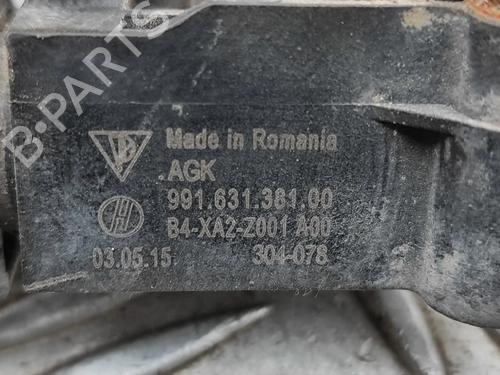 B-PARTS
Made in Romania
.AGK
991.631.381.00
B4-XA2-Z001 A00
03.05.15 304-078